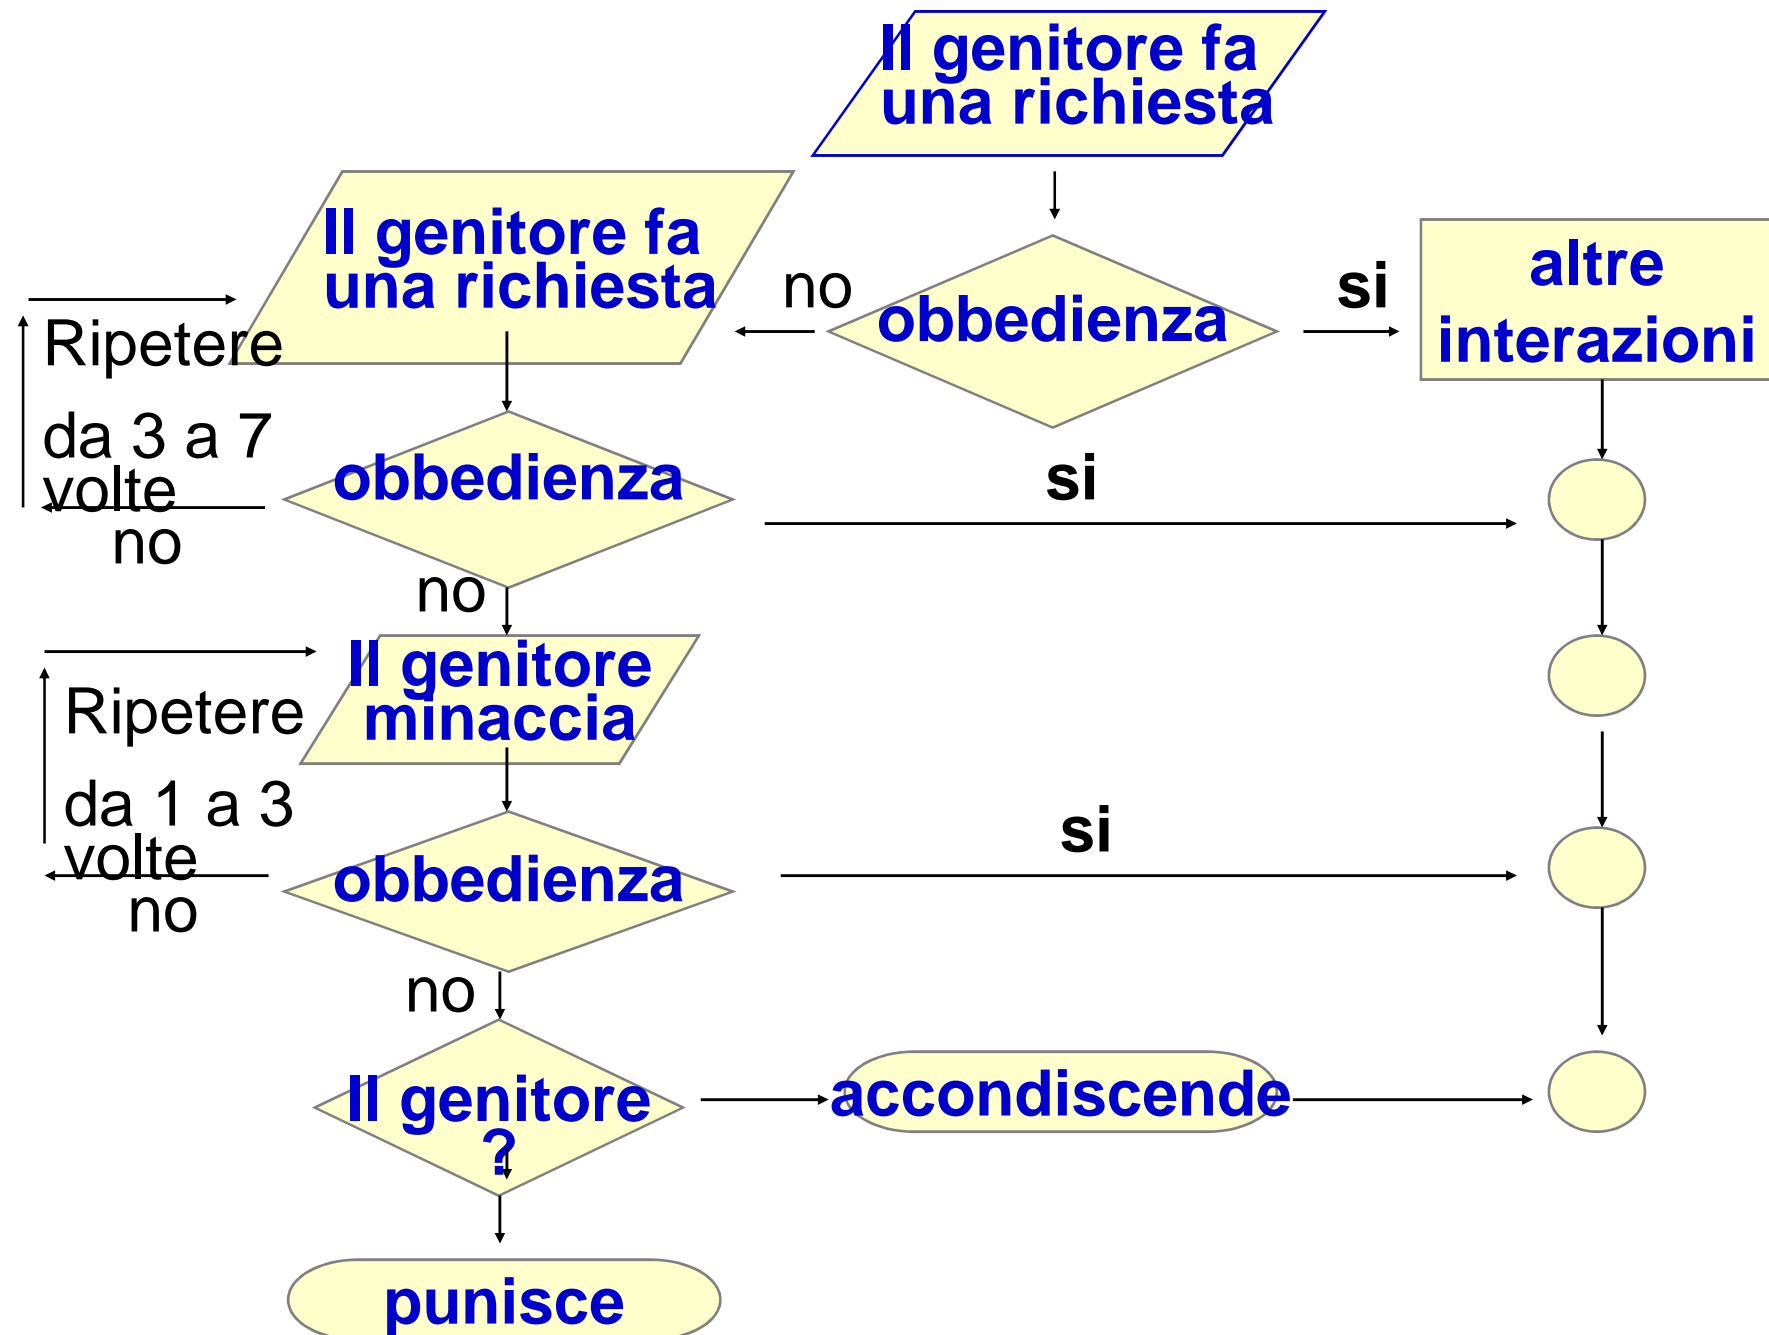 Il genitore fa
una richiesta
Il genitore fa
una richiesta
no
obbedienza
si
altre
interazioni
Ripetere
da 3 a 7
volte
no
obbedienza
si
no
Il genitore
minaccia
Ripetere
da 1 a 3
volte
no
obbedienza
si
no
Il genitore
?
accondiscende
punisce